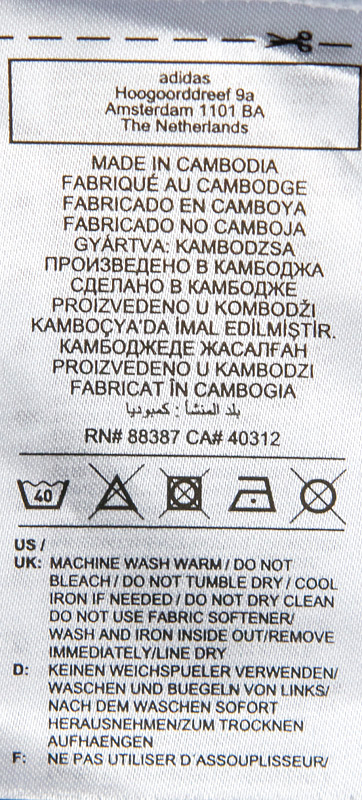 adidas
Hoogoorddreef 9a
Amsterdam 1101 BA
The Netherlands
MADE IN CAMBODIA
FABRIQUÉ AU CAMBODGE
FABRICADO EN CAMBOYA
FABRICADO NO CAMBOJA
GYÁRTVA: KAMBODZSA
ПРОИЗВЕДЕНО В КАМБОДЖА
СДЕЛАНО В КАМБОДЖЕ
PROIZVEDENO U KOMBODŽI
KAMBOÇYA'DA İMAL EDİLMİŞTİR.
КАМБОДЖЕДЕ ЖАСАЛҒАН
PROIZVEDENO U KAMBODZI
FABRICAT ÎN CAMBOGIA
بلد المنشأ : كمبوديا
RN# 88387 CA# 40312
40
US /
UK: MACHINE WASH WARM / DO NOT
BLEACH / DO NOT TUMBLE DRY / COOL
IRON IF NEEDED / DO NOT DRY CLEAN
DO NOT USE FABRIC SOFTENER/
WASH AND IRON INSIDE OUT/REMOVE
IMMEDIATELY/LINE DRY
D: KEINEN WEICHSPUELER VERWENDEN/
WASCHEN UND BUEGELN VON LINKS/
NACH DEM WASCHEN SOFORT
HERAUSNEHMEN/ZUM TROCKNEN
AUFHAENGEN
F: NE PAS UTILISER D'ASSOUPLISSEUR/